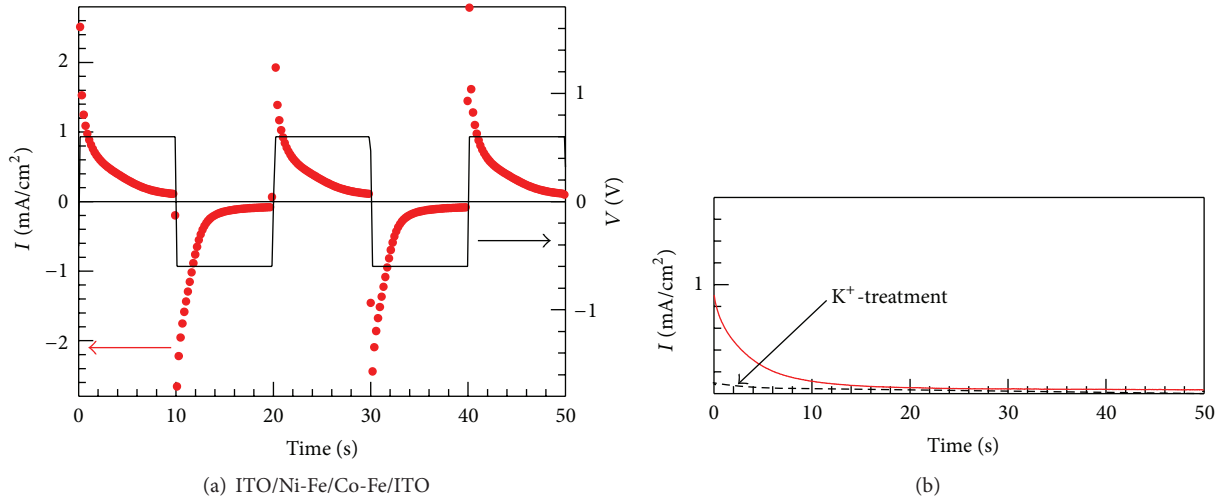 2
1
0
−1
−2
I (mA/cm²)
1
0
−1
V (V)
0 10 20 30 40 50
Time (s)
(a) ITO/Ni-Fe/Co-Fe/ITO
1
I (mA/cm²)
K⁺-treatment
0 10 20 30 40 50
Time (s)
(b)